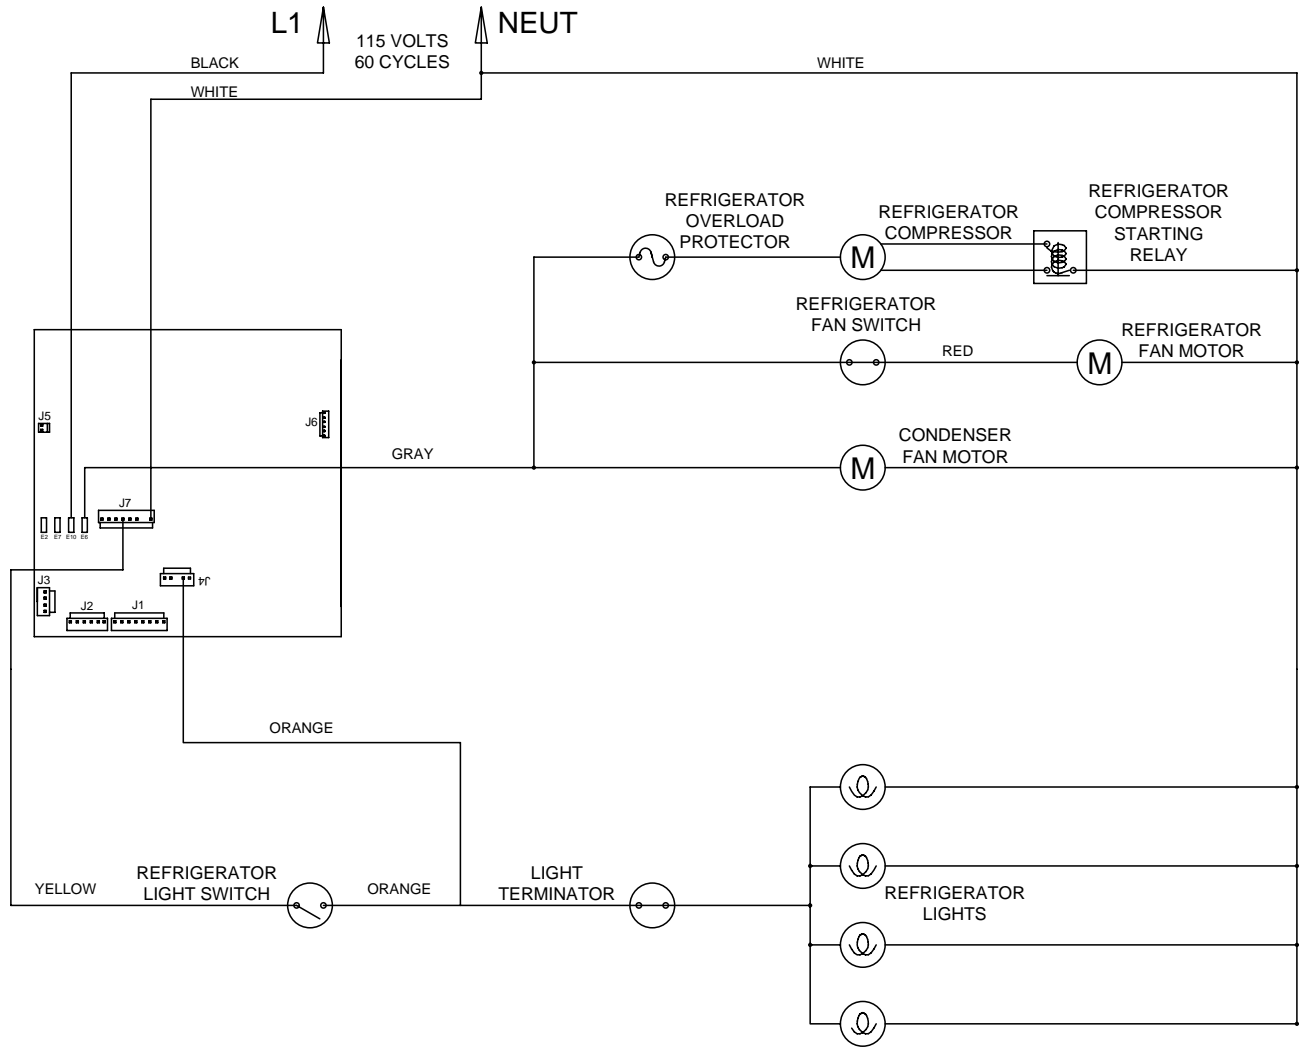 L1
115 VOLTS
60 CYCLES
NEUT
BLACK
WHITE
WHITE
REFRIGERATOR
OVERLOAD
PROTECTOR
REFRIGERATOR
COMPRESSOR
M
REFRIGERATOR
COMPRESSOR
STARTING
RELAY
REFRIGERATOR
FAN SWITCH
RED
REFRIGERATOR
FAN MOTOR
M
J5
J6
GRAY
CONDENSER
FAN MOTOR
M
J7
E2
E7
E10
E6
J3
J4
J2
J1
ORANGE
YELLOW
REFRIGERATOR
LIGHT SWITCH
ORANGE
LIGHT
TERMINATOR
REFRIGERATOR
LIGHTS